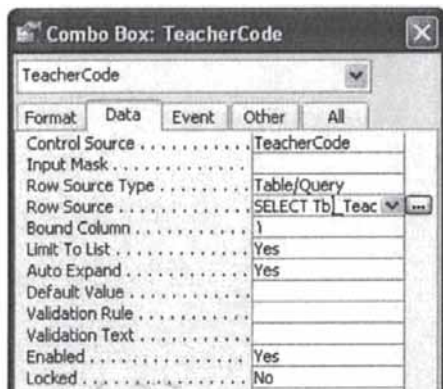 Combo Box: TeacherCode
TeacherCode
Format Data Event Other All
Control Source . . . . . . . . . . . TeacherCode
Input Mask . . . . . . . . . . . . . .
Row Source Type . . . . . . . . . . Table/Query
Row Source . . . . . . . . . . . . . SELECT Tbl_Teac ...
Bound Column . . . . . . . . . . . . ١
Limit To List . . . . . . . . . . . . Yes
Auto Expand . . . . . . . . . . . . Yes
Default Value . . . . . . . . . . . .
Validation Rule . . . . . . . . . . .
Validation Text . . . . . . . . . . .
Enabled . . . . . . . . . . . . . . . Yes
Locked . . . . . . . . . . . . . . . . No